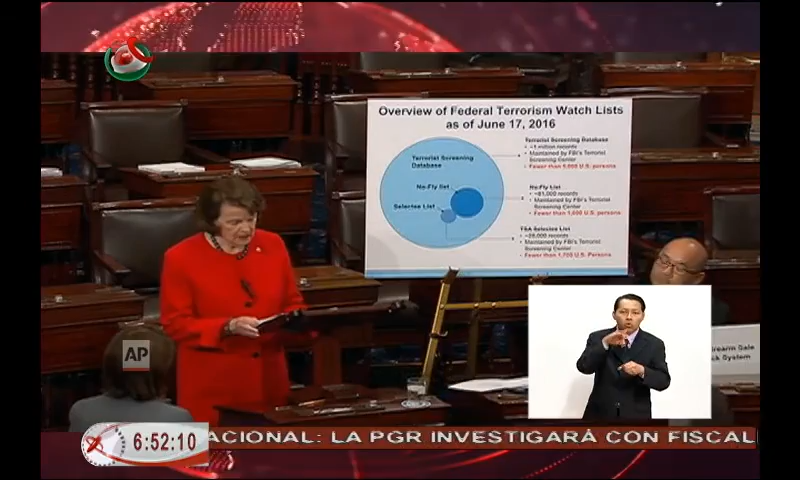 Overview of Federal Terrorism Watch Lists
as of June 17, 2016
Terrorist Screening
Database
No-Fly list
Selectee List
Terrorist Screening Database
• ~1 million records
• Maintained by FBI's Terrorist
Screening Center
• Fewer than 5,000 U.S. persons
No-Fly List
• ~81,000 records
• Maintained by FBI's Terrorist
Screening Center
• Fewer than 1,000 U.S. persons
TSA Selectee List
• ~28,000 records
• Maintained by FBI's Terrorist
Screening Center
• Fewer than 1,700 U.S. Persons
AP
irearm Sale
ck System
6:52:10
ACIONAL: LA PGR INVESTIGARÁ CON FISCAL